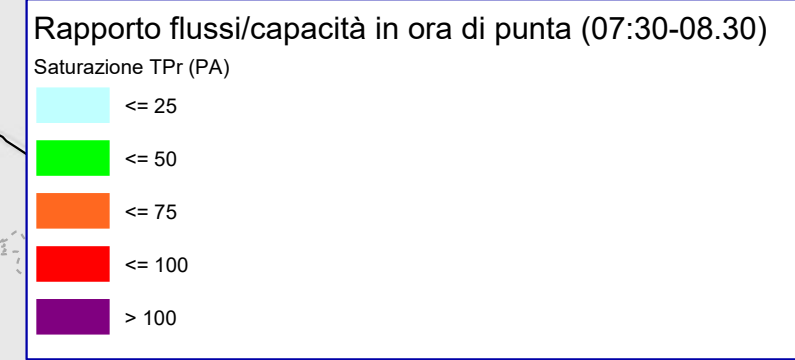 Rapporto flussi/capacità in ora di punta (07:30-08.30)
Saturazione TPr (PA)
<= 25
<= 50
<= 75
<= 100
> 100